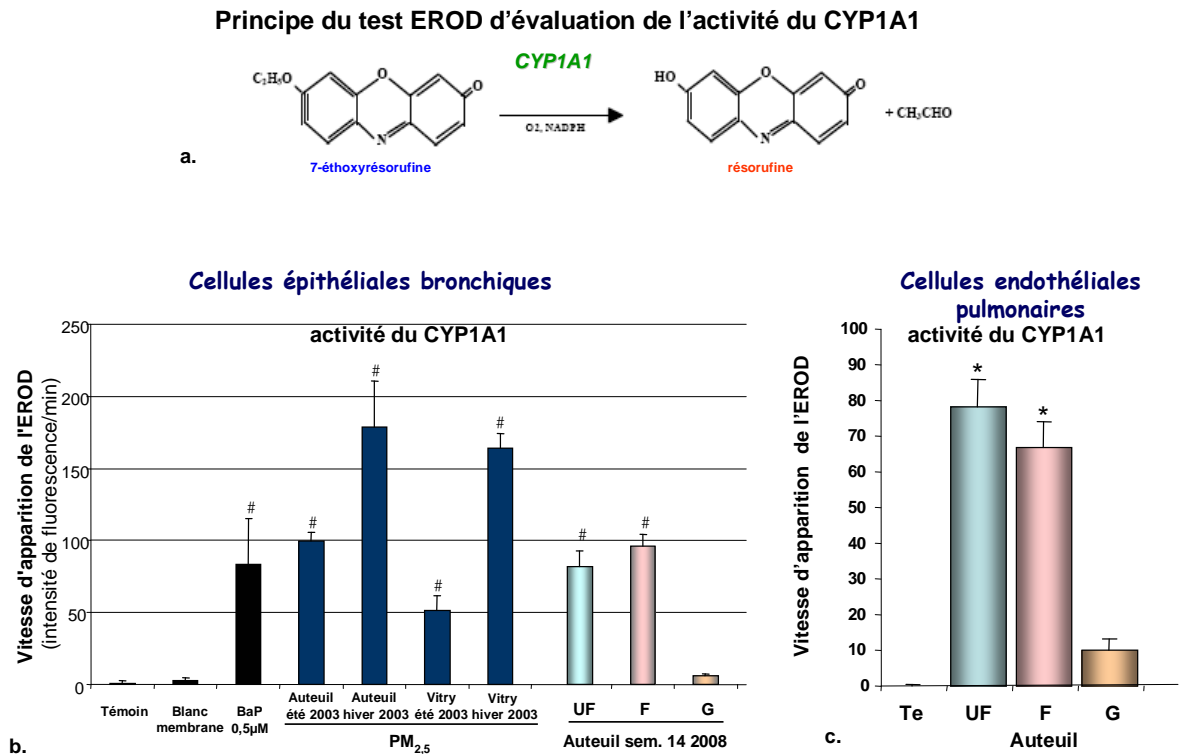 Principe du test EROD d'évaluation de l'activité du CYP1A1
CYP1A1
C₂H₅O
O
O
N
O2, NADPH
HO
O
O
N
+ CH₃CHO
a.
7-éthoxyrésorufine
résorufine
Cellules épithéliales bronchiques
activité du CYP1A1
Vitesse d'apparition de l'EROD
(intensité de fluorescence/min)
250
200
150
100
50
0
#
#
#
#
#
#
#
Témoin
Blanc
membrane
BaP
0,5µM
Auteuil
été 2003
Auteuil
hiver 2003
Vitry
été 2003
Vitry
hiver 2003
PM2,5
UF
F
G
Auteuil sem. 14 2008
b.
Cellules endothéliales
pulmonaires
activité du CYP1A1
Vitesse d'apparition de l'EROD
100
90
80
70
60
50
40
30
20
10
0
*
*
Te
UF
F
G
Auteuil
c.